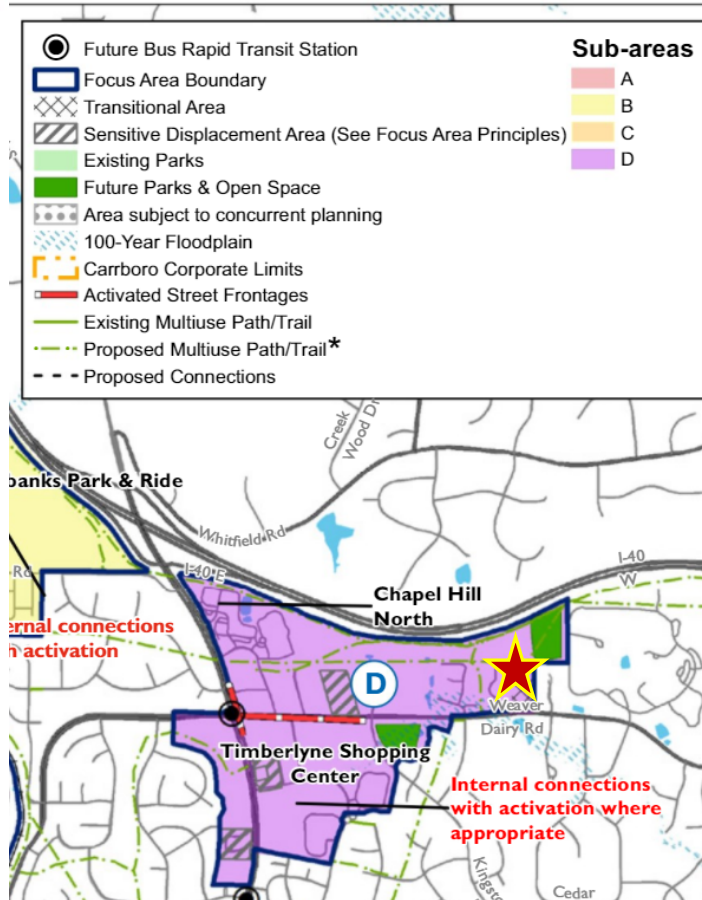 Future Bus Rapid Transit Station
Focus Area Boundary
Transitional Area
Sensitive Displacement Area (See Focus Area Principles)
Existing Parks
Future Parks & Open Space
Area subject to concurrent planning
100-Year Floodplain
Carrboro Corporate Limits
Activated Street Frontages
Existing Multiuse Path/Trail
Proposed Multiuse Path/Trail*
Proposed Connections
Sub-areas
A
B
C
D
Creek
Wood Dr
banks Park & Ride
Whitfield Rd
I-40 E
I-40
W
Rd
Chapel Hill
North
ernal connections
h activation
D
Weaver
Dairy Rd
Timberlyne Shopping
Center
Internal connections
with activation where
appropriate
Kingsto
Cedar